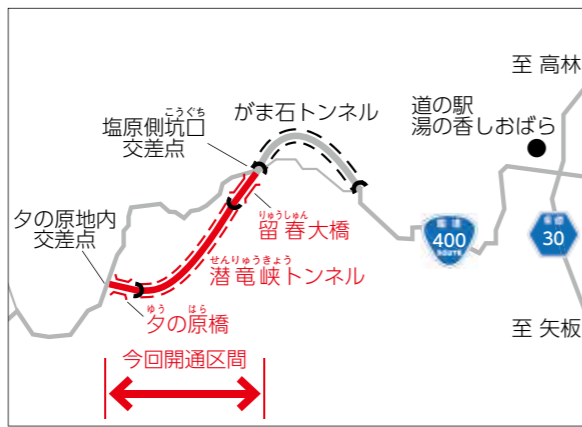 至 高林
がま石トンネル
こうぐち
塩原側坑口
交差点
道の駅
湯の香しおばら
夕の原地内
交差点
りゅうしゅん
留春大橋
国道
400
ROUTE
30
せんりゅうきょう
潜竜峡トンネル
ゆう はら
夕の原橋
至 矢板
今回開通区間